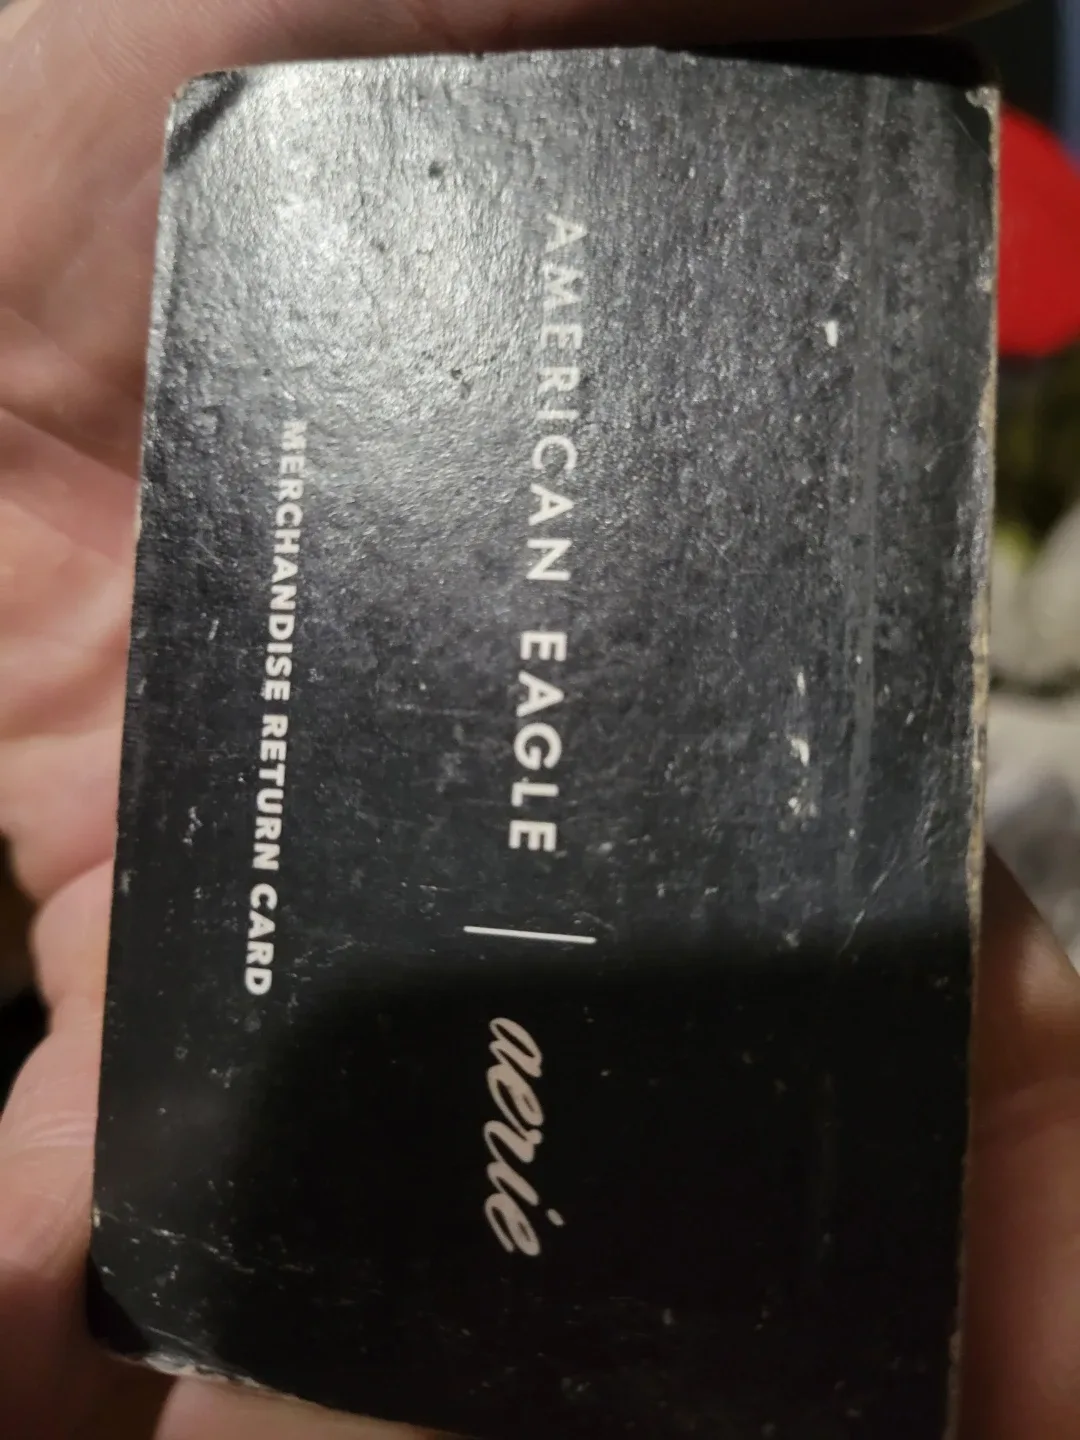 AMERICAN EAGLE | aerie
MERCHANDISE RETURN CARD